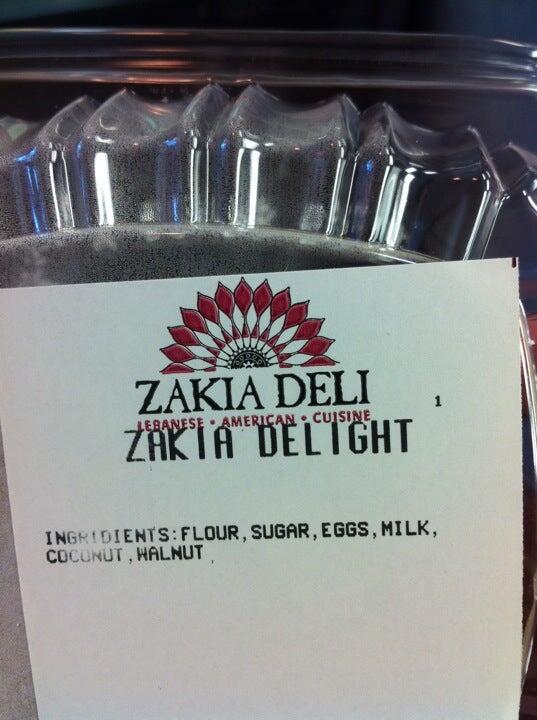 ZAKIA DELI
1
LEBANESE • AMERICAN • CUISINE
ZAKIA DELIGHT
INGRIDIENTS:FLOUR,SUGAR,EGGS,MILK,
COCONUT,WALNUT,